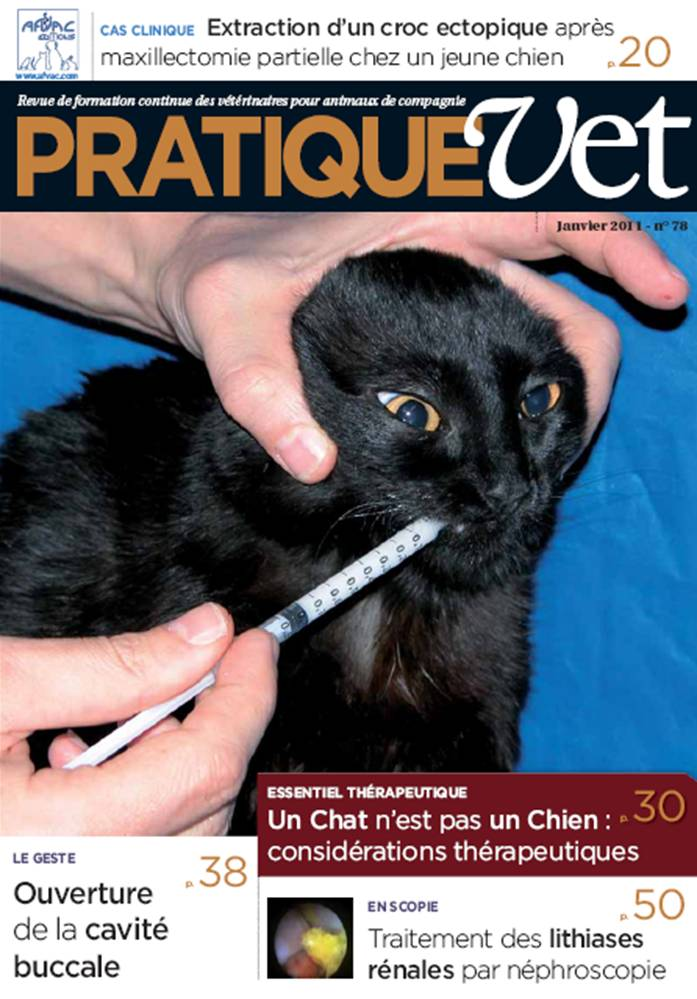 AFVAC
éditions
www.afvac.com
CAS CLINIQUE Extraction d'un croc ectopique après
maxillectomie partielle chez un jeune chien p.20
Revue de formation continue des vétérinaires pour animaux de compagnie
PRATIQUEVet
Janvier 2011 - n° 78
ESSENTIEL THÉRAPEUTIQUE
Un Chat n'est pas un Chien : p.30
considérations thérapeutiques
LE GESTE
p.38
Ouverture
de la cavité
buccale
EN SCOPIE
p.50
Traitement des lithiases
rénales par néphroscopie